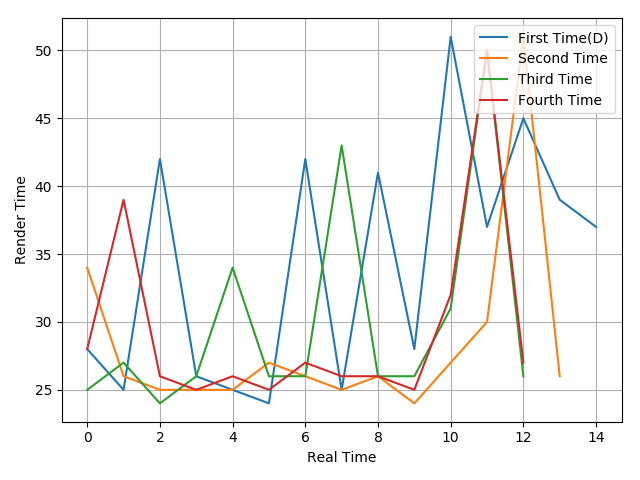 First Time(D)
Second Time
Third Time
Fourth Time
50
45
40
35
30
25
Render Time
0 2 4 6 8 10 12 14
Real Time